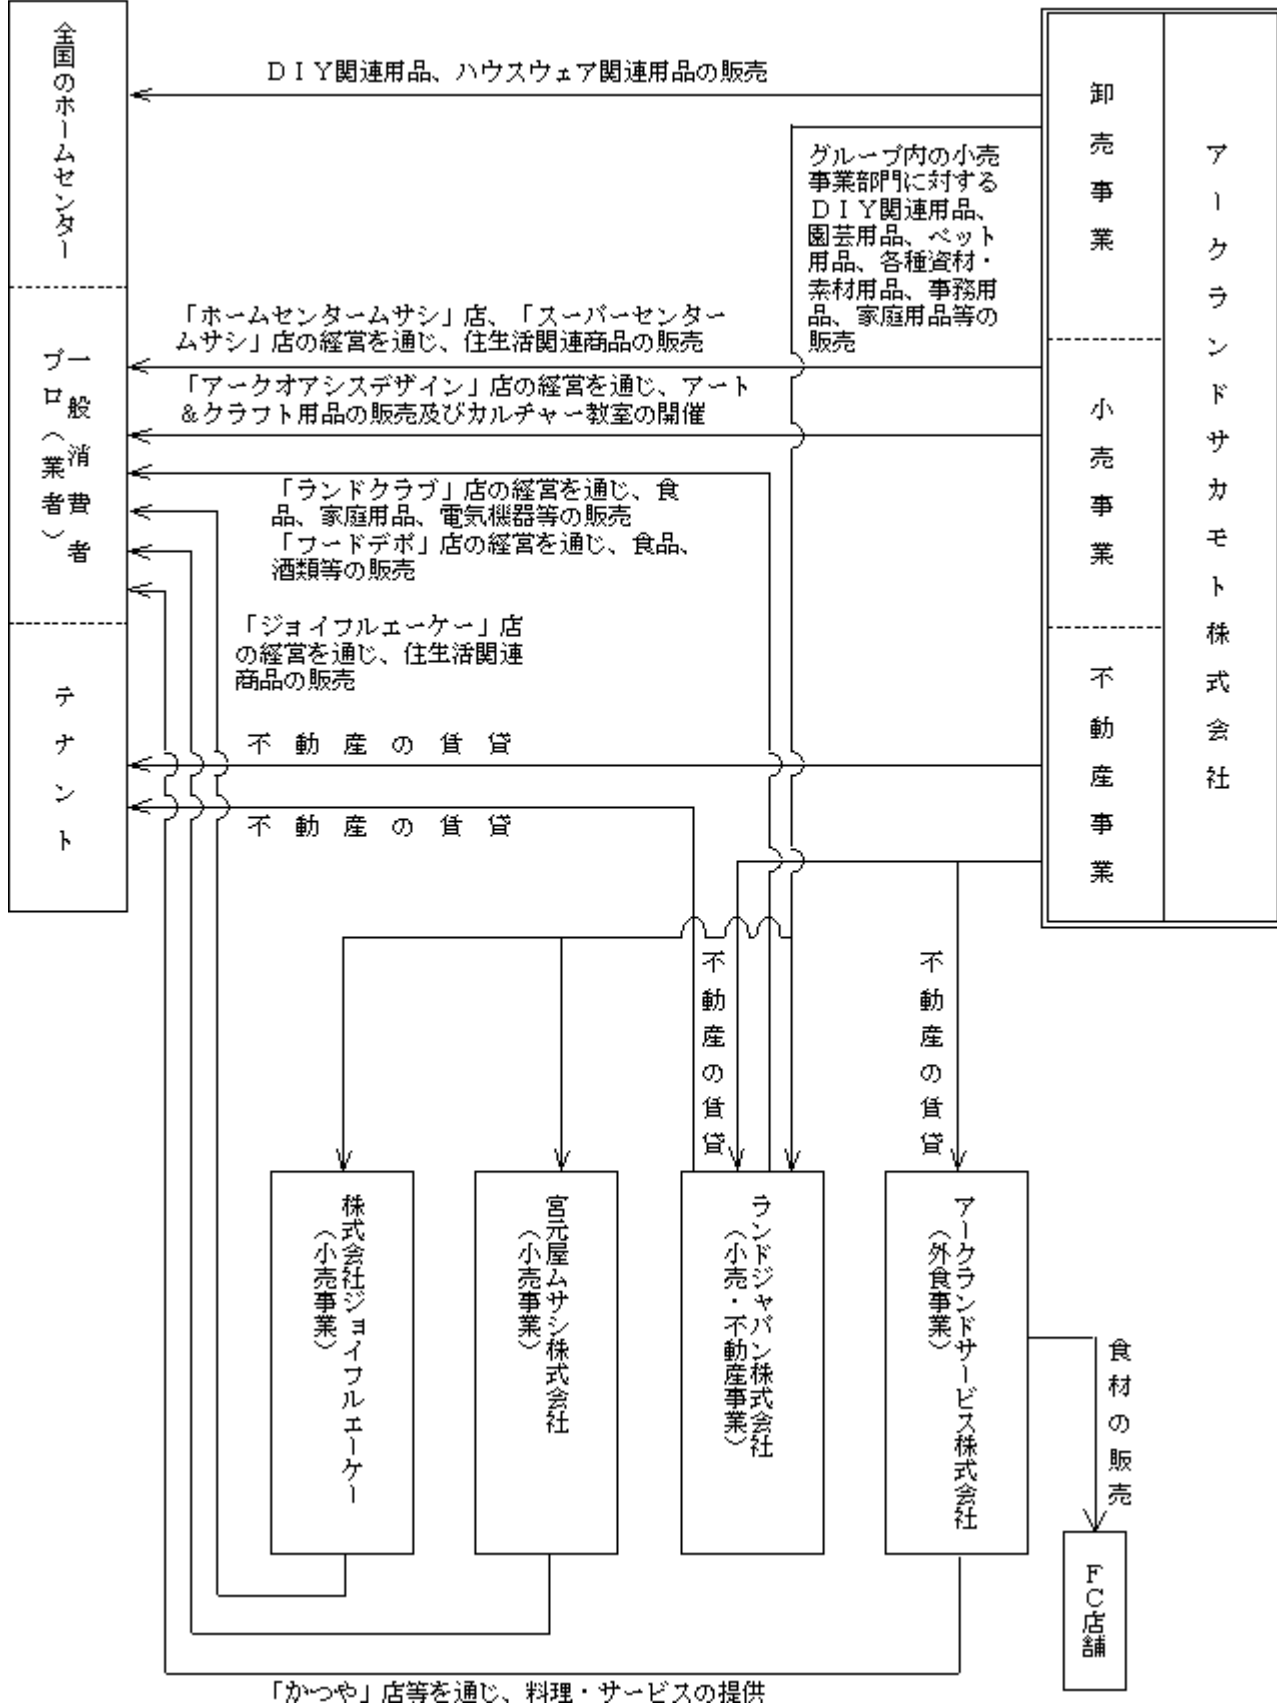 全国のホームセンター
一般消費者
プロ（業者）
テナント
ＤＩＹ関連用品、ハウスウェア関連用品の販売
グループ内の小売
事業部門に対する
ＤＩＹ関連用品、
園芸用品、ペット
用品、各種資材・
素材用品、事務用
品、家庭用品等の
販売
「ホームセンタームサシ」店、「スーパーセンター
ムサシ」店の経営を通じ、住生活関連商品の販売
「アークオアシスデザイン」店の経営を通じ、アート
＆クラフト用品の販売及びカルチャー教室の開催
「ランドクラブ」店の経営を通じ、食
品、家庭用品、電気機器等の販売
「フードデポ」店の経営を通じ、食品、
酒類等の販売
「ジョイフルエーケー」店
の経営を通じ、住生活関連
商品の販売
不動産の賃貸
不動産の賃貸
アークランドサカモト株式会社
卸売事業
小売事業
不動産事業
不動産の賃貸
不動産の賃貸
株式会社ジョイフルエーケー
（小売事業）
宮元屋ムサシ株式会社
（小売事業）
ランドジャパン株式会社
（小売・不動産事業）
アークランドサービス株式会社
（外食事業）
食材の販売
ＦＣ店舗
「かつや」店等を通じ、料理・サービスの提供